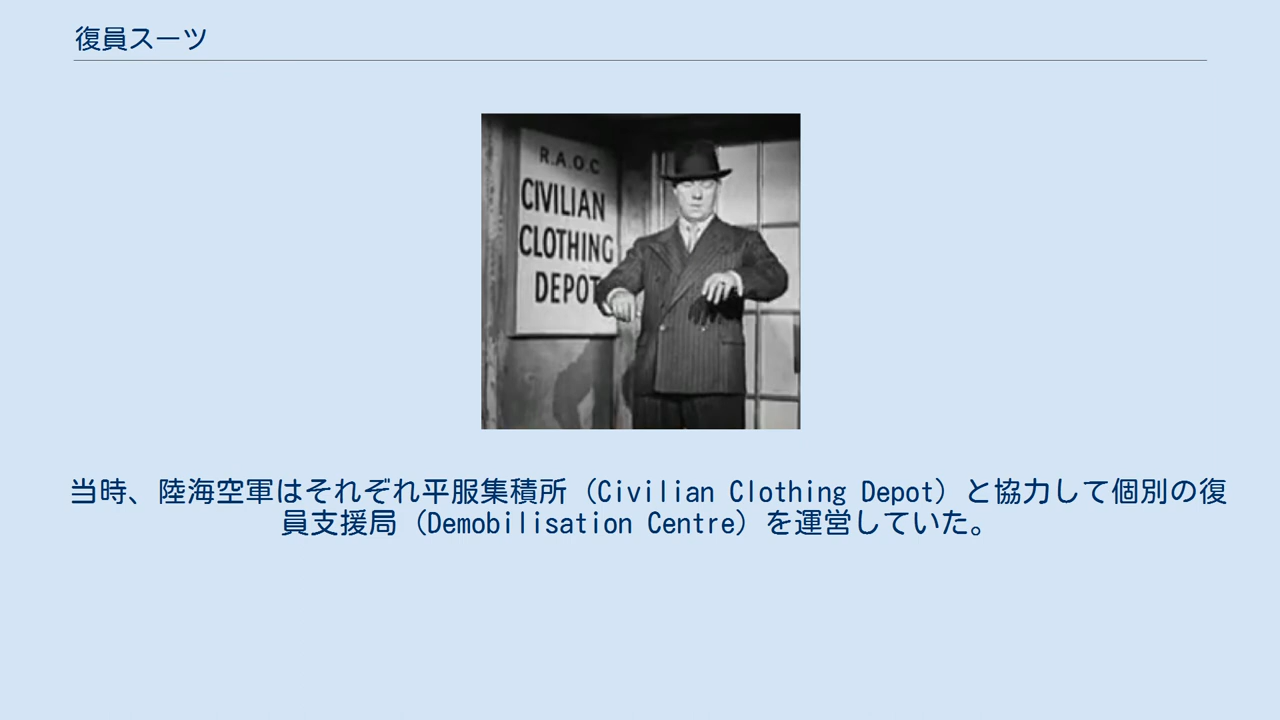 復員スーツ
R.A.O.C
CIVILIAN
CLOTHING
DEPOT
当時、陸海空軍はそれぞれ平服集積所（Civilian Clothing Depot）と協力して個別の復
員支援局（Demobilisation Centre）を運営していた。